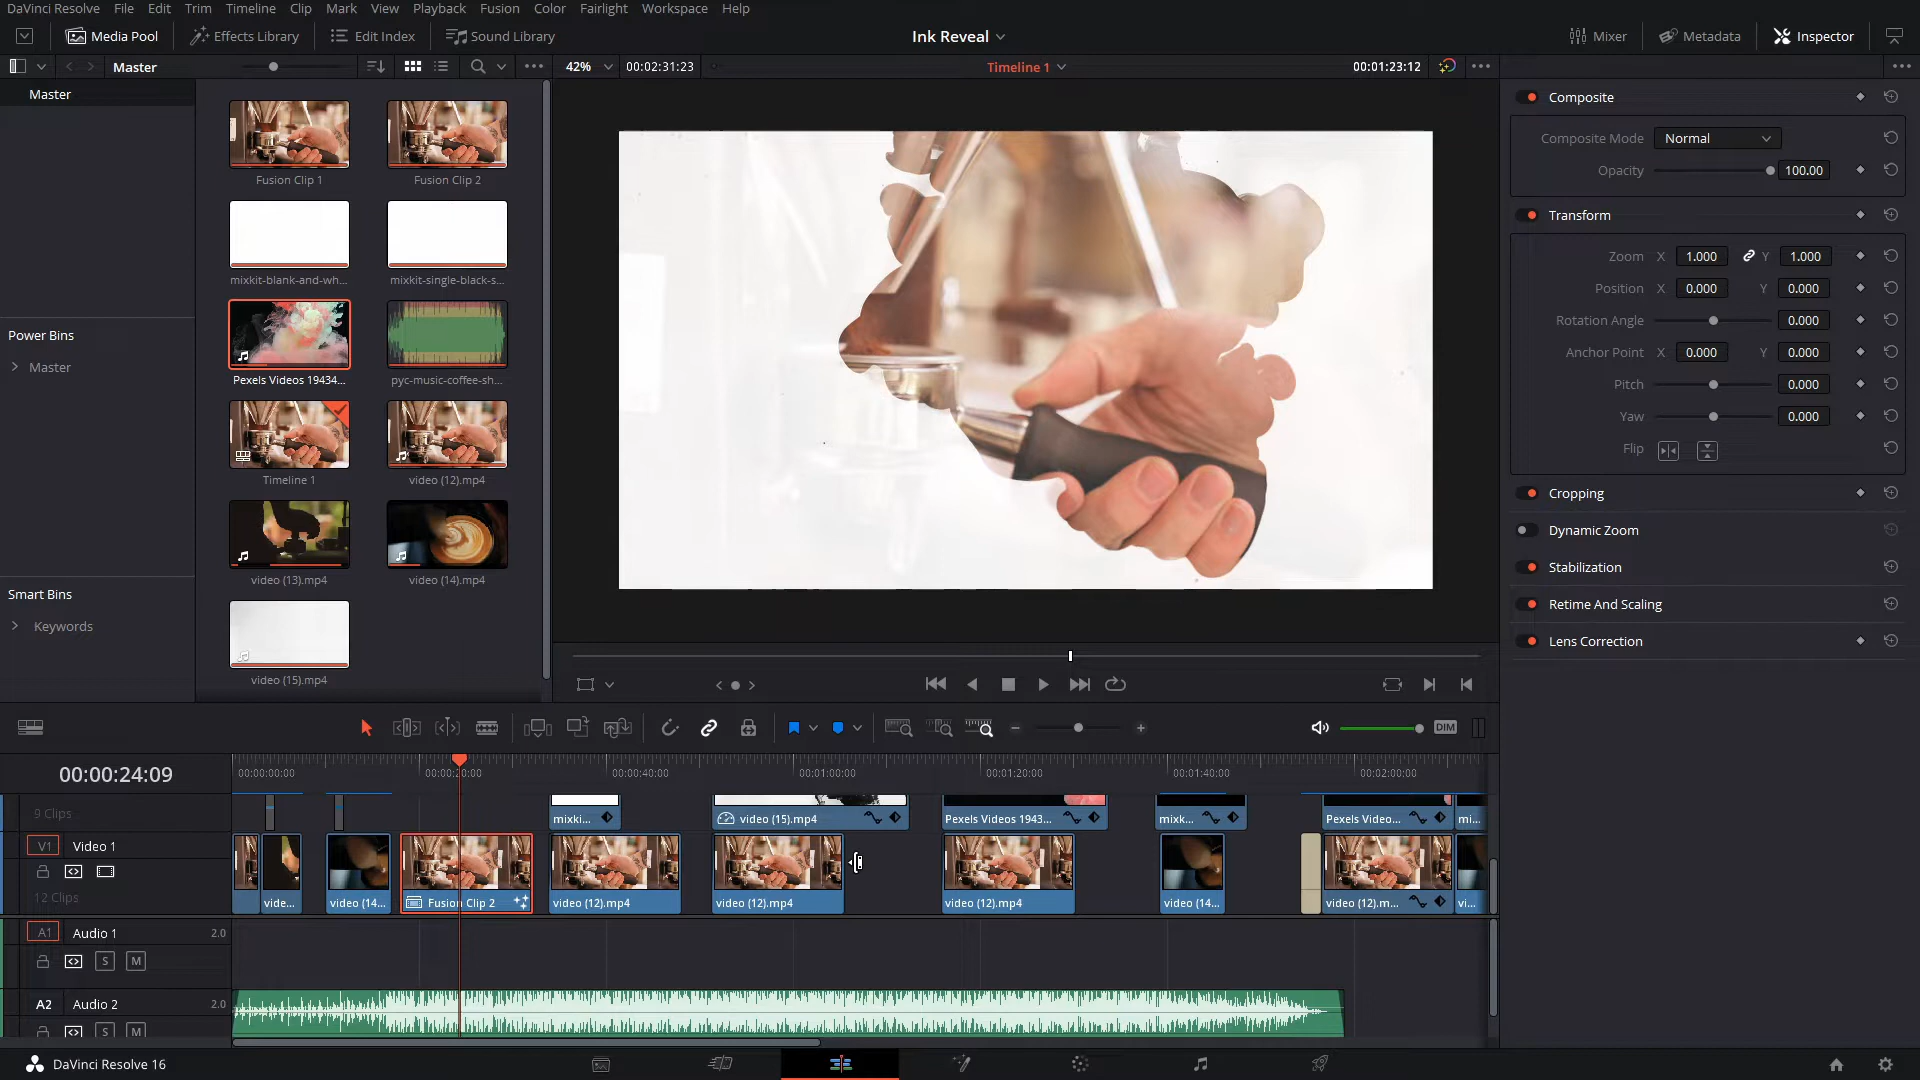 DaVinci Resolve File Edit Trim Timeline Clip Mark View Playback Fusion Color Fairlight Workspace Help
Media Pool Effects Library Edit Index Sound Library Ink Reveal Mixer Metadata Inspector
Master 42% 00:02:31:23 Timeline 1 00:01:23:12
Master
Power Bins
Master
Smart Bins
Keywords
Fusion Clip 1 Fusion Clip 2
mixkit-blank-and-wh... mixkit-single-black-s...
Pexels Videos 19434... pyc-music-coffee-sh...
Timeline 1 video (12).mp4
video (13).mp4 video (14).mp4
video (15).mp4
Composite
Composite Mode Normal
Opacity 100.00
Transform
Zoom X 1.000 Y 1.000
Position X 0.000 Y 0.000
Rotation Angle 0.000
Anchor Point X 0.000 Y 0.000
Pitch 0.000
Yaw 0.000
Flip
Cropping
Dynamic Zoom
Stabilization
Retime And Scaling
Lens Correction
DIM
00:00:24:09 00:00:00:00 00:00:20:00 00:00:40:00 00:01:00:00 00:01:20:00 00:01:40:00 00:02:00:00
9 Clips mixki... video (15).mp4 Pexels Videos 1943... mixk... Pexels Video... mi...
V1 Video 1
12 Clips vide... video (14... Fusion Clip 2 video (12).mp4 video (12).mp4 video (12).mp4 video (14... video (12).m... vi...
A1 Audio 1 2.0
S M
A2 Audio 2 2.0
S M
DaVinci Resolve 16